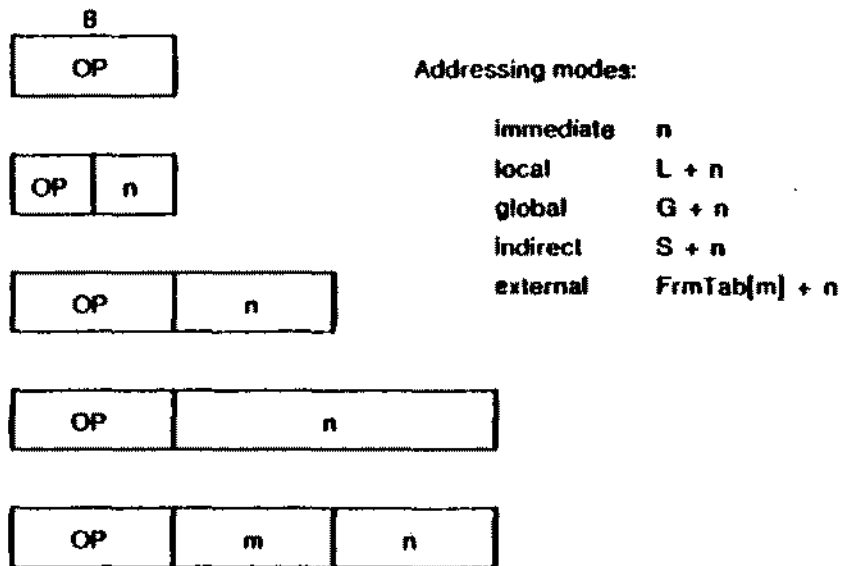 8
OP
Addressing modes:
immediate n
OP n
local L + n
global G + n
indirect S + n
external FrmTab[m] + n
OP n
OP n
OP m n